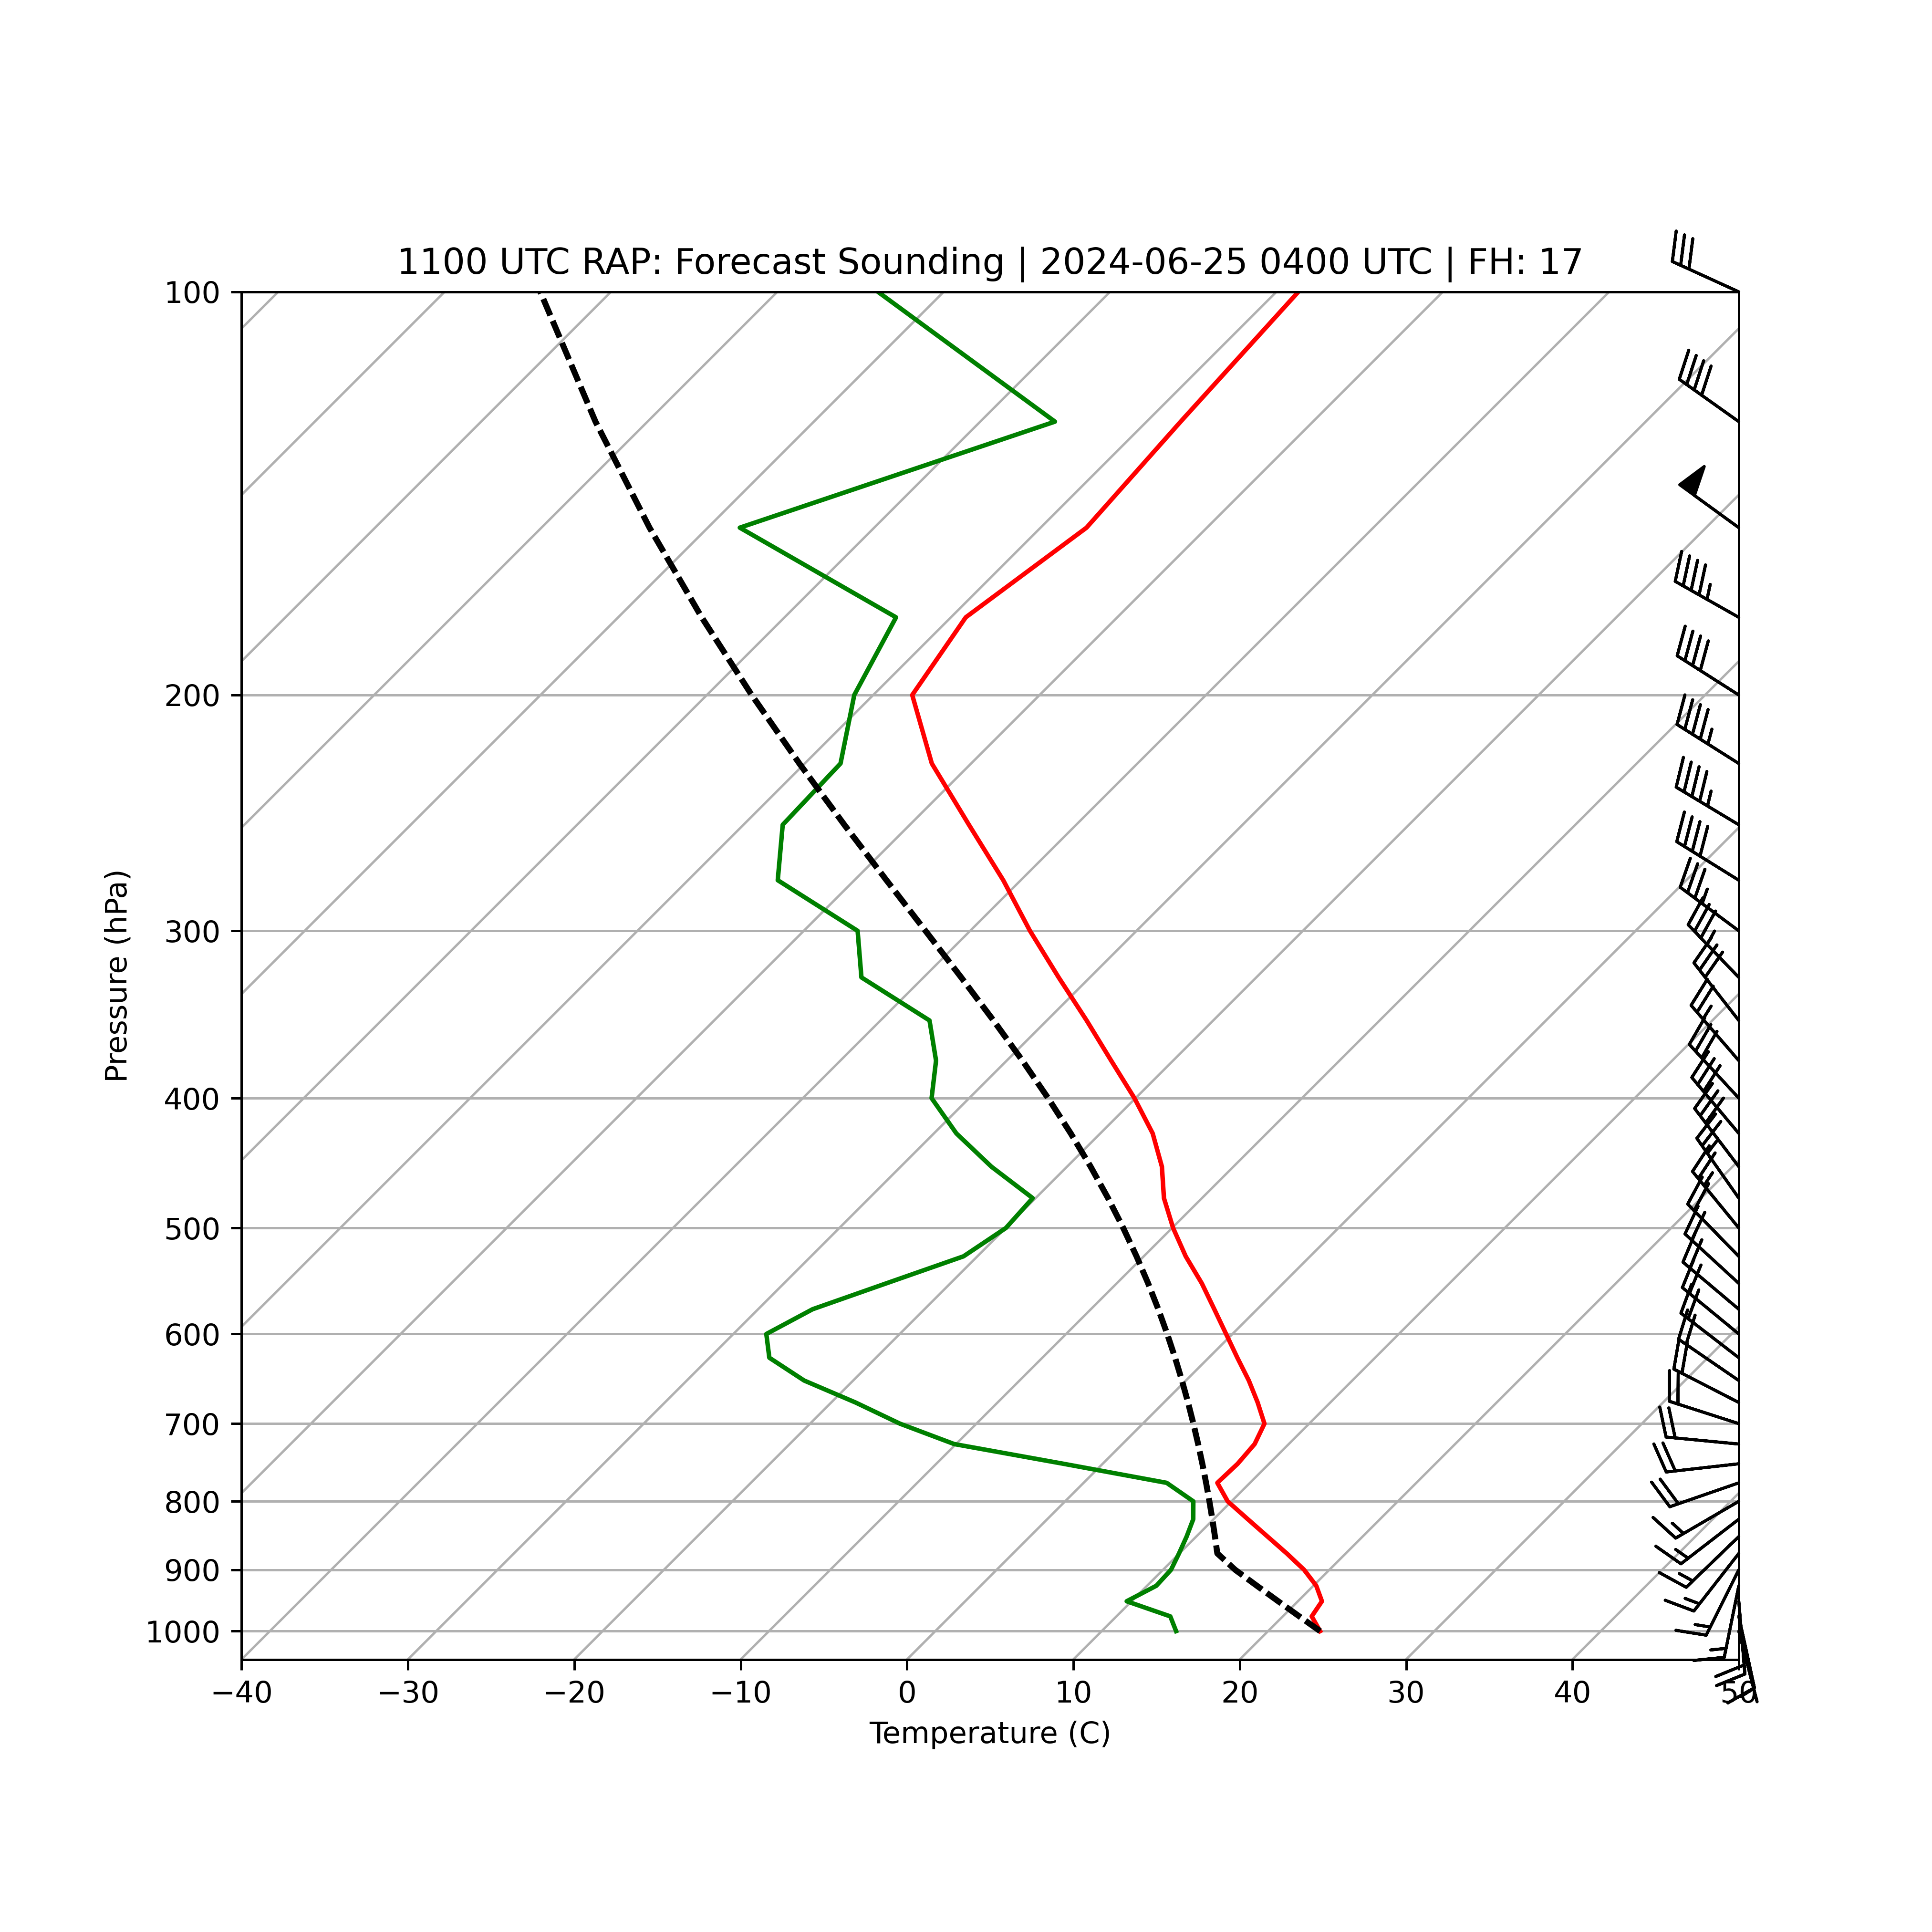 1100 UTC RAP: Forecast Sounding | 2024-06-25 0400 UTC | FH: 17
100
200
300
400
500
600
700
800
900
1000
Pressure (hPa)
−40 −30 −20 −10 0 10 20 30 40 50
Temperature (C)